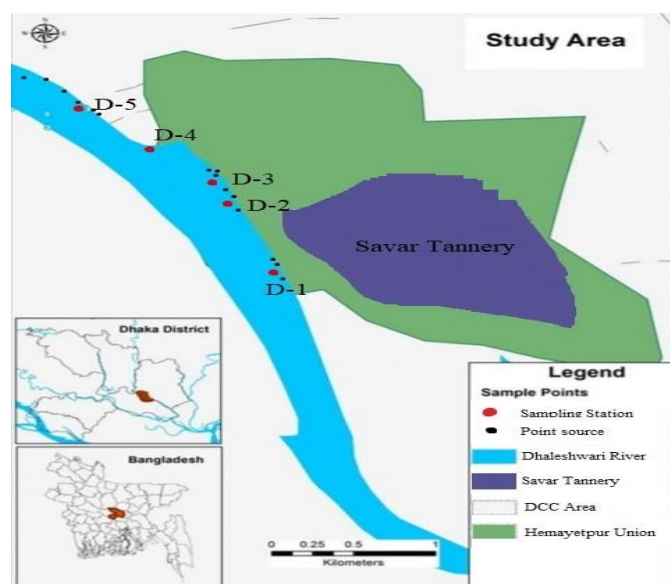 N
W
E
S
Study Area
D-5
D-4
D-3
D-2
Savar Tannery
D-1
Dhaka District
Bangladesh
Legend
Sample Points
Sampling Station
Point source
Dhaleshwari River
Savar Tannery
DCC Area
Hemayetpur Union
0 0.25 0.5 1
Kilometers